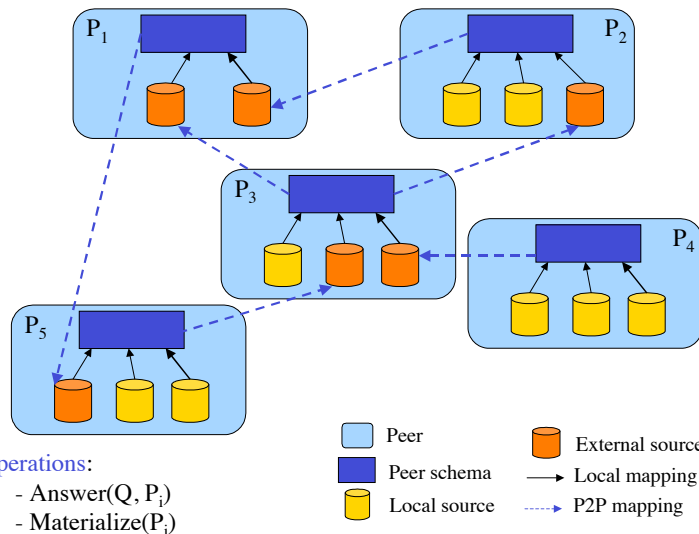 P1
P2
P3
P4
P5
Peer
Peer schema
Local source
External source
Local mapping
P2P mapping
perations:
- Answer(Q, Pi)
- Materialize(Pi)